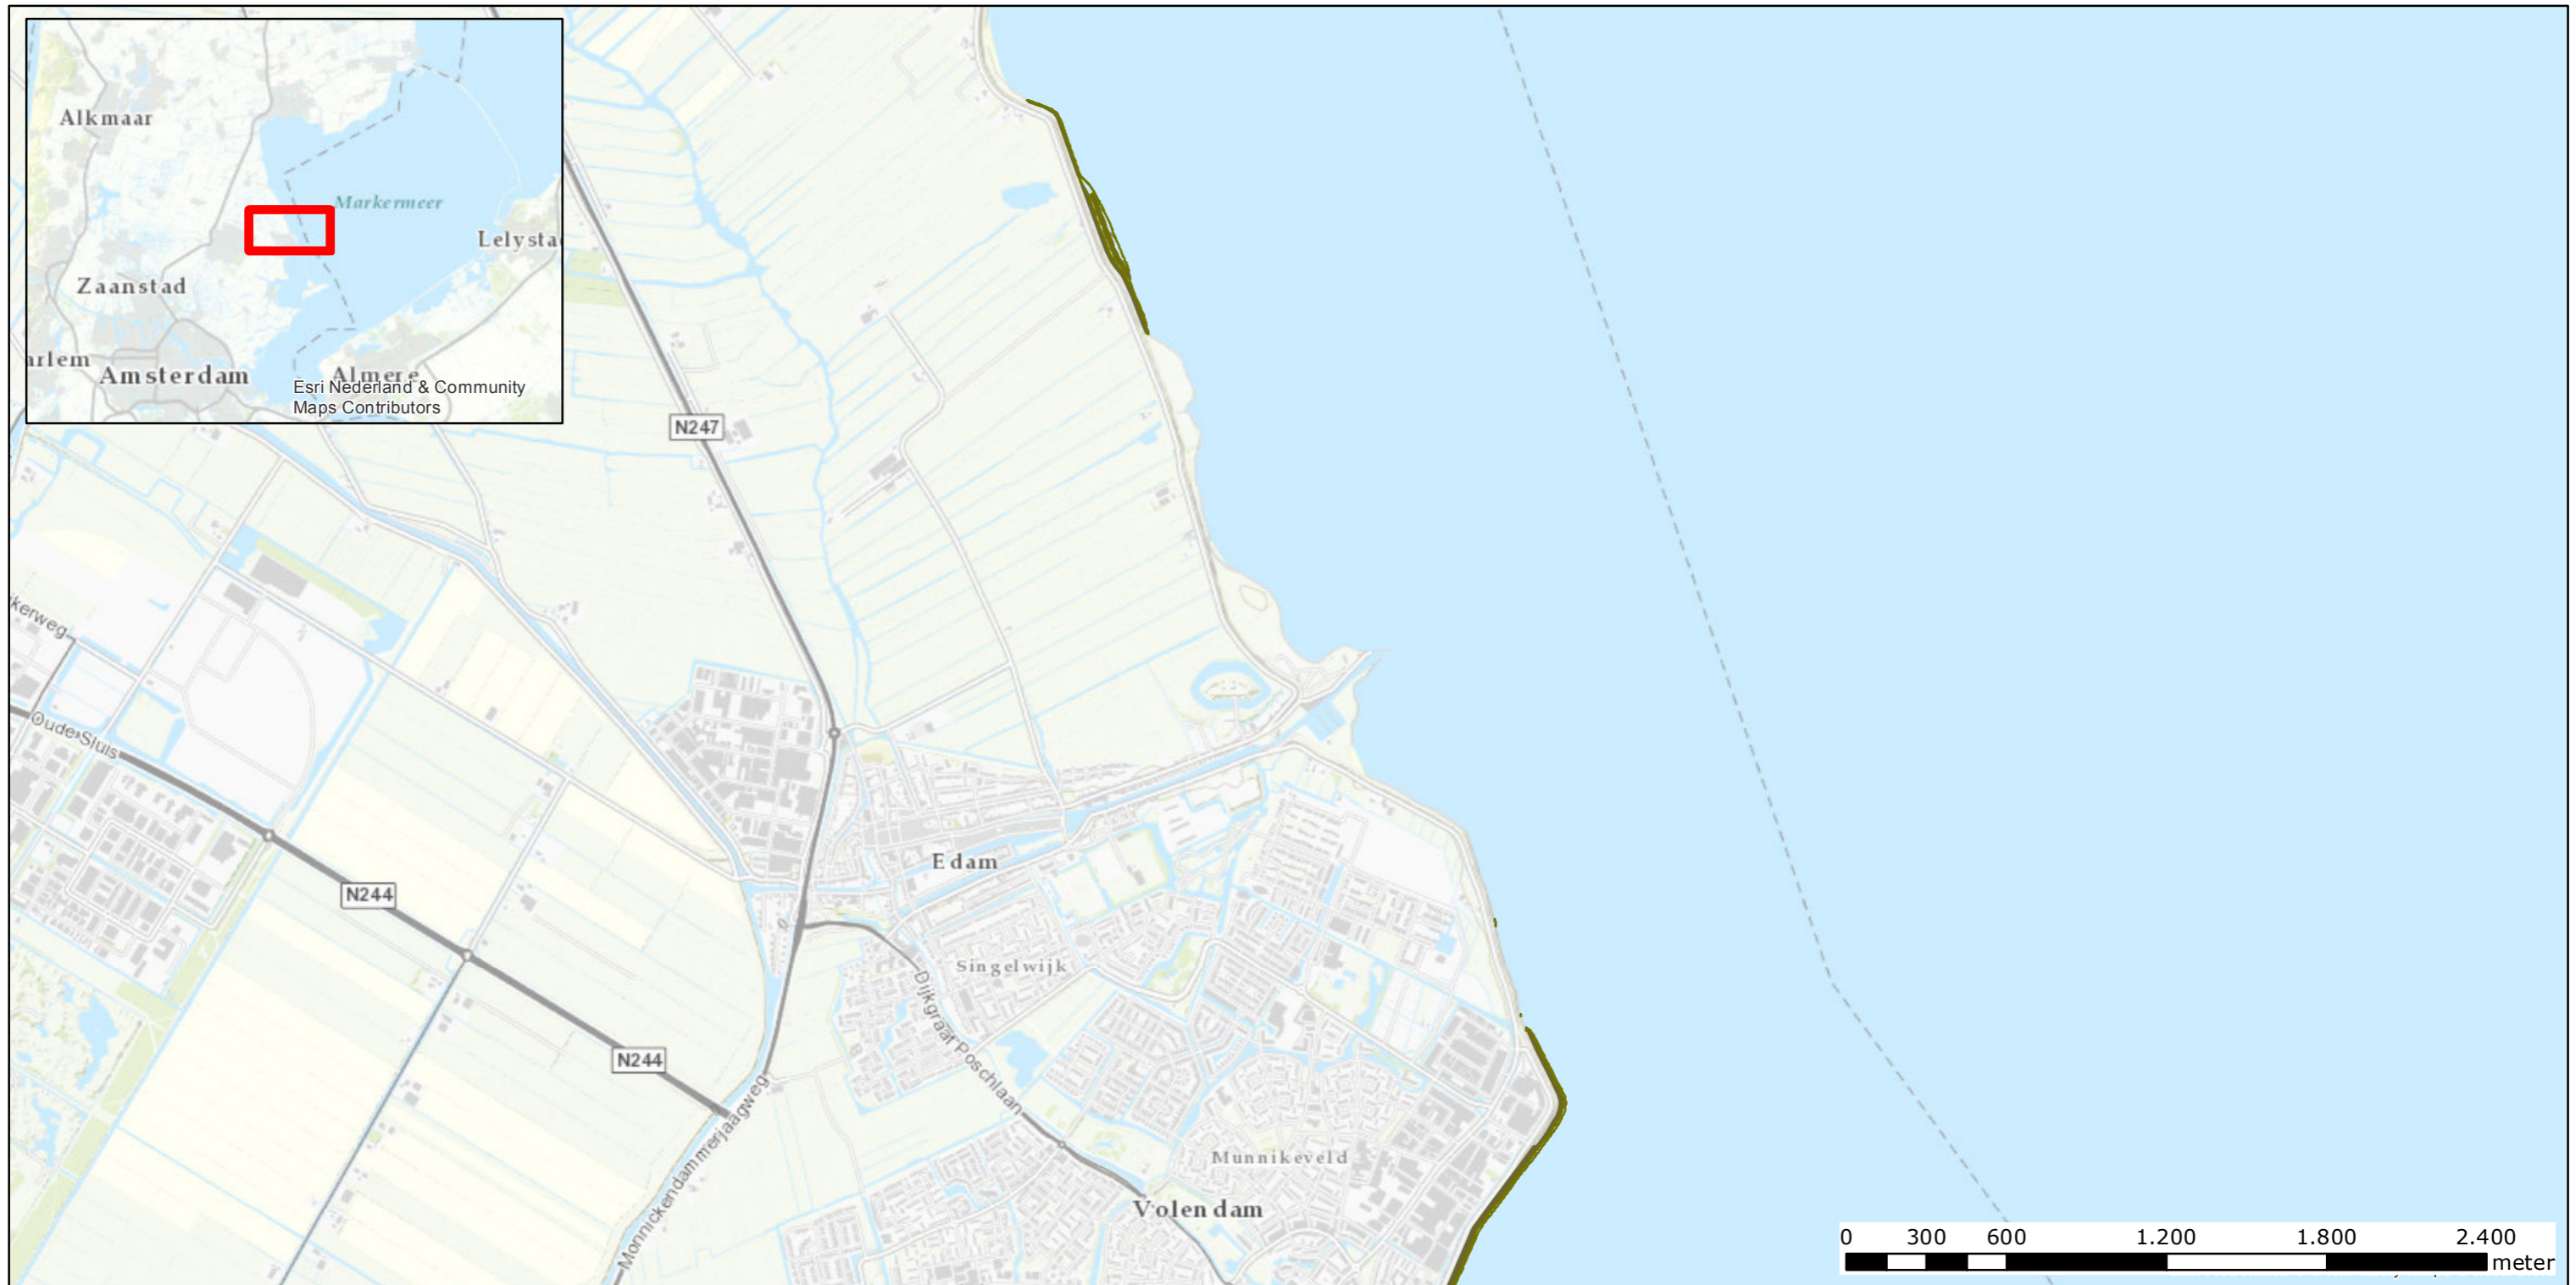 Alkmaar
Markermeer
Lelysta
Zaanstad
arlem
Amsterdam
Almere
Esri Nederland & Community
Maps Contributors
N247
ikerweg
Oude Sluis
Edam
N244
Singelwijk
Dijkgraaf Poschlaan
N244
Monnickendammerjaagweg
Munnikeveld
Volendam
0 300 600 1.200 1.800 2.400
meter